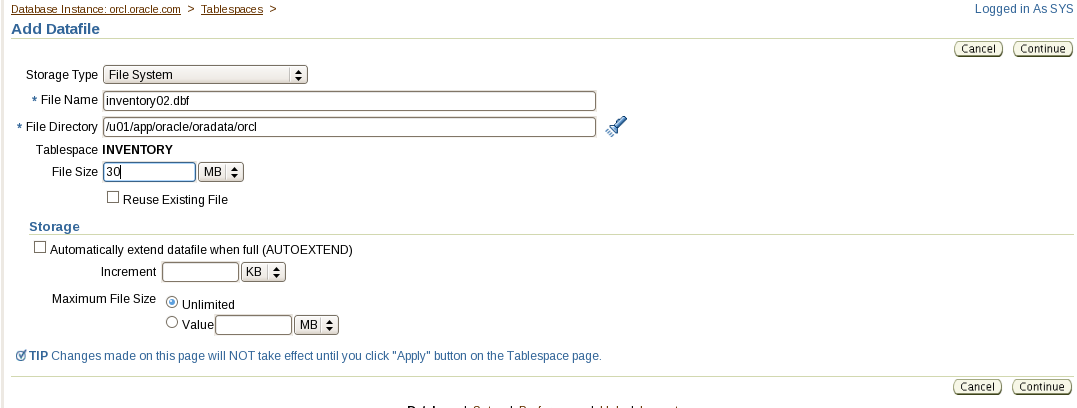 Database Instance: orcl.oracle.com > Tablespaces > Logged in As SYS
Add Datafile
Cancel Continue
Storage Type File System
* File Name inventory02.dbf
* File Directory /u01/app/oracle/oradata/orcl
Tablespace INVENTORY
File Size 30 MB
Reuse Existing File
Storage
Automatically extend datafile when full (AUTOEXTEND)
Increment KB
Maximum File Size Unlimited
Value MB
TIP Changes made on this page will NOT take effect until you click "Apply" button on the Tablespace page.
Cancel Continue